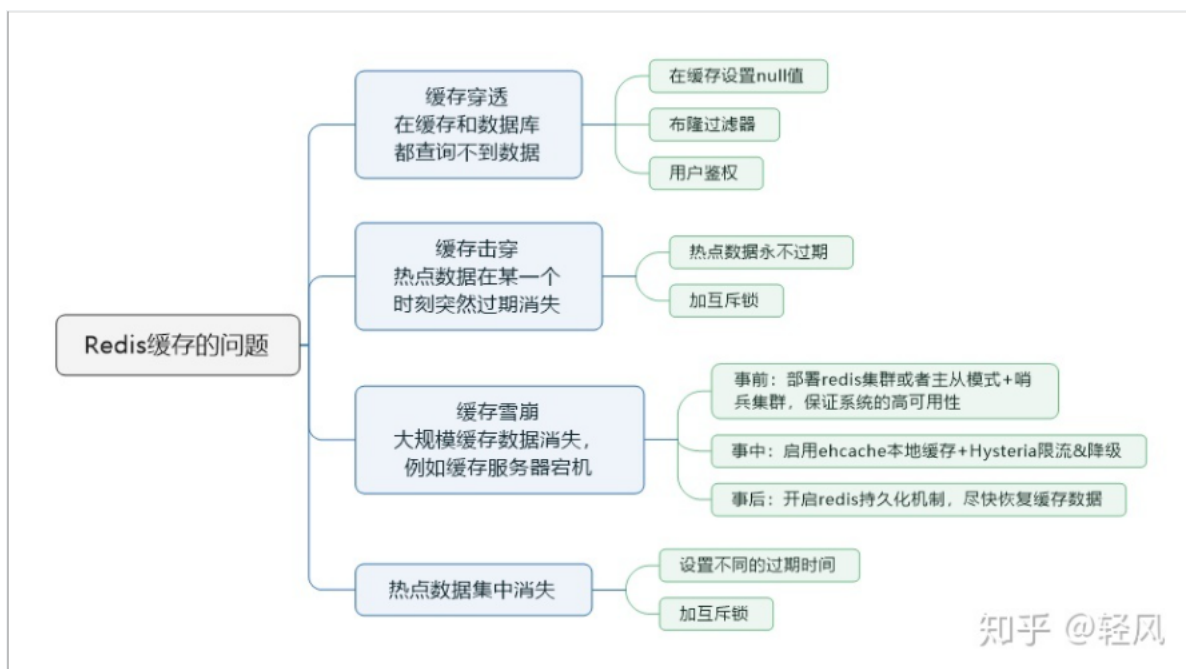 Redis缓存的问题
缓存穿透
在缓存和数据库
都查询不到数据
在缓存设置null值
布隆过滤器
用户鉴权
缓存击穿
热点数据在某一个
时刻突然过期消失
热点数据永不过期
加互斥锁
缓存雪崩
大规模缓存数据消失，
例如缓存服务器宕机
事前：部署redis集群或者主从模式+哨
兵集群，保证系统的高可用性
事中：启用ehcache本地缓存+Hysteria限流&降级
事后：开启redis持久化机制，尽快恢复缓存数据
热点数据集中消失
设置不同的过期时间
加互斥锁
知乎 @轻风